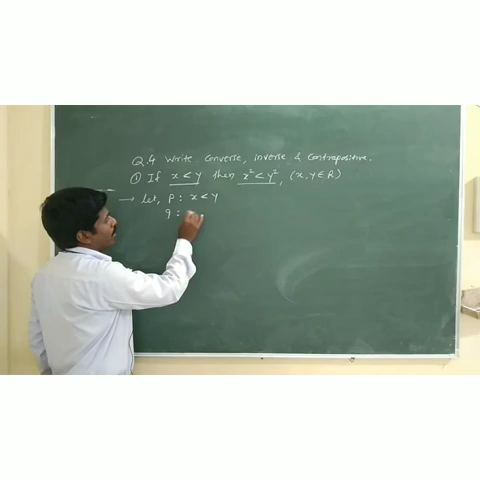 Q.4 Write Converse, inverse & Contrapositive.
① If x < y then x² < y², (x, y ∈ R)
→ let, p : x < y
q :